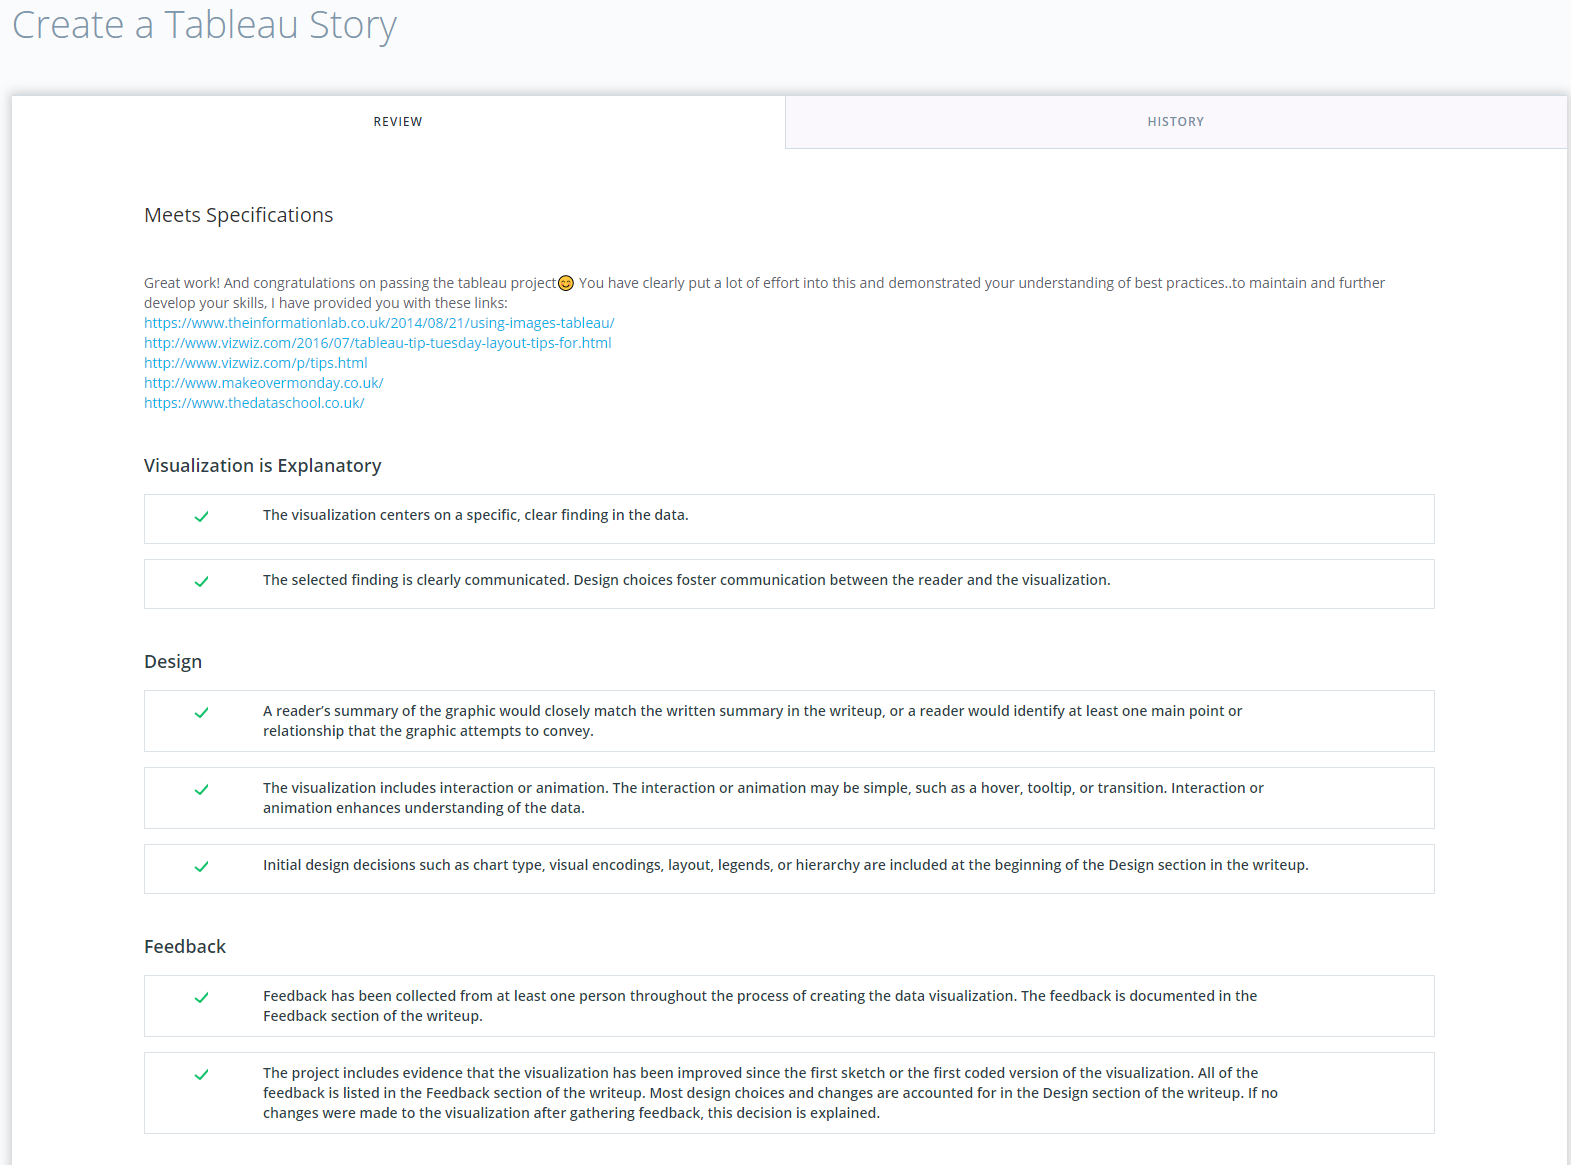 Create a Tableau Story
REVIEW
HISTORY
Meets Specifications
Great work! And congratulations on passing the tableau project😊 You have clearly put a lot of effort into this and demonstrated your understanding of best practices..to maintain and further
develop your skills, I have provided you with these links:
https://www.theinformationlab.co.uk/2014/08/21/using-images-tableau/
http://www.vizwiz.com/2016/07/tableau-tip-tuesday-layout-tips-for.html
http://www.vizwiz.com/p/tips.html
http://www.makeovermonday.co.uk/
https://www.thedataschool.co.uk/
Visualization is Explanatory
The visualization centers on a specific, clear finding in the data.
The selected finding is clearly communicated. Design choices foster communication between the reader and the visualization.
Design
A reader’s summary of the graphic would closely match the written summary in the writeup, or a reader would identify at least one main point or
relationship that the graphic attempts to convey.
The visualization includes interaction or animation. The interaction or animation may be simple, such as a hover, tooltip, or transition. Interaction or
animation enhances understanding of the data.
Initial design decisions such as chart type, visual encodings, layout, legends, or hierarchy are included at the beginning of the Design section in the writeup.
Feedback
Feedback has been collected from at least one person throughout the process of creating the data visualization. The feedback is documented in the
Feedback section of the writeup.
The project includes evidence that the visualization has been improved since the first sketch or the first coded version of the visualization. All of the
feedback is listed in the Feedback section of the writeup. Most design choices and changes are accounted for in the Design section of the writeup. If no
changes were made to the visualization after gathering feedback, this decision is explained.